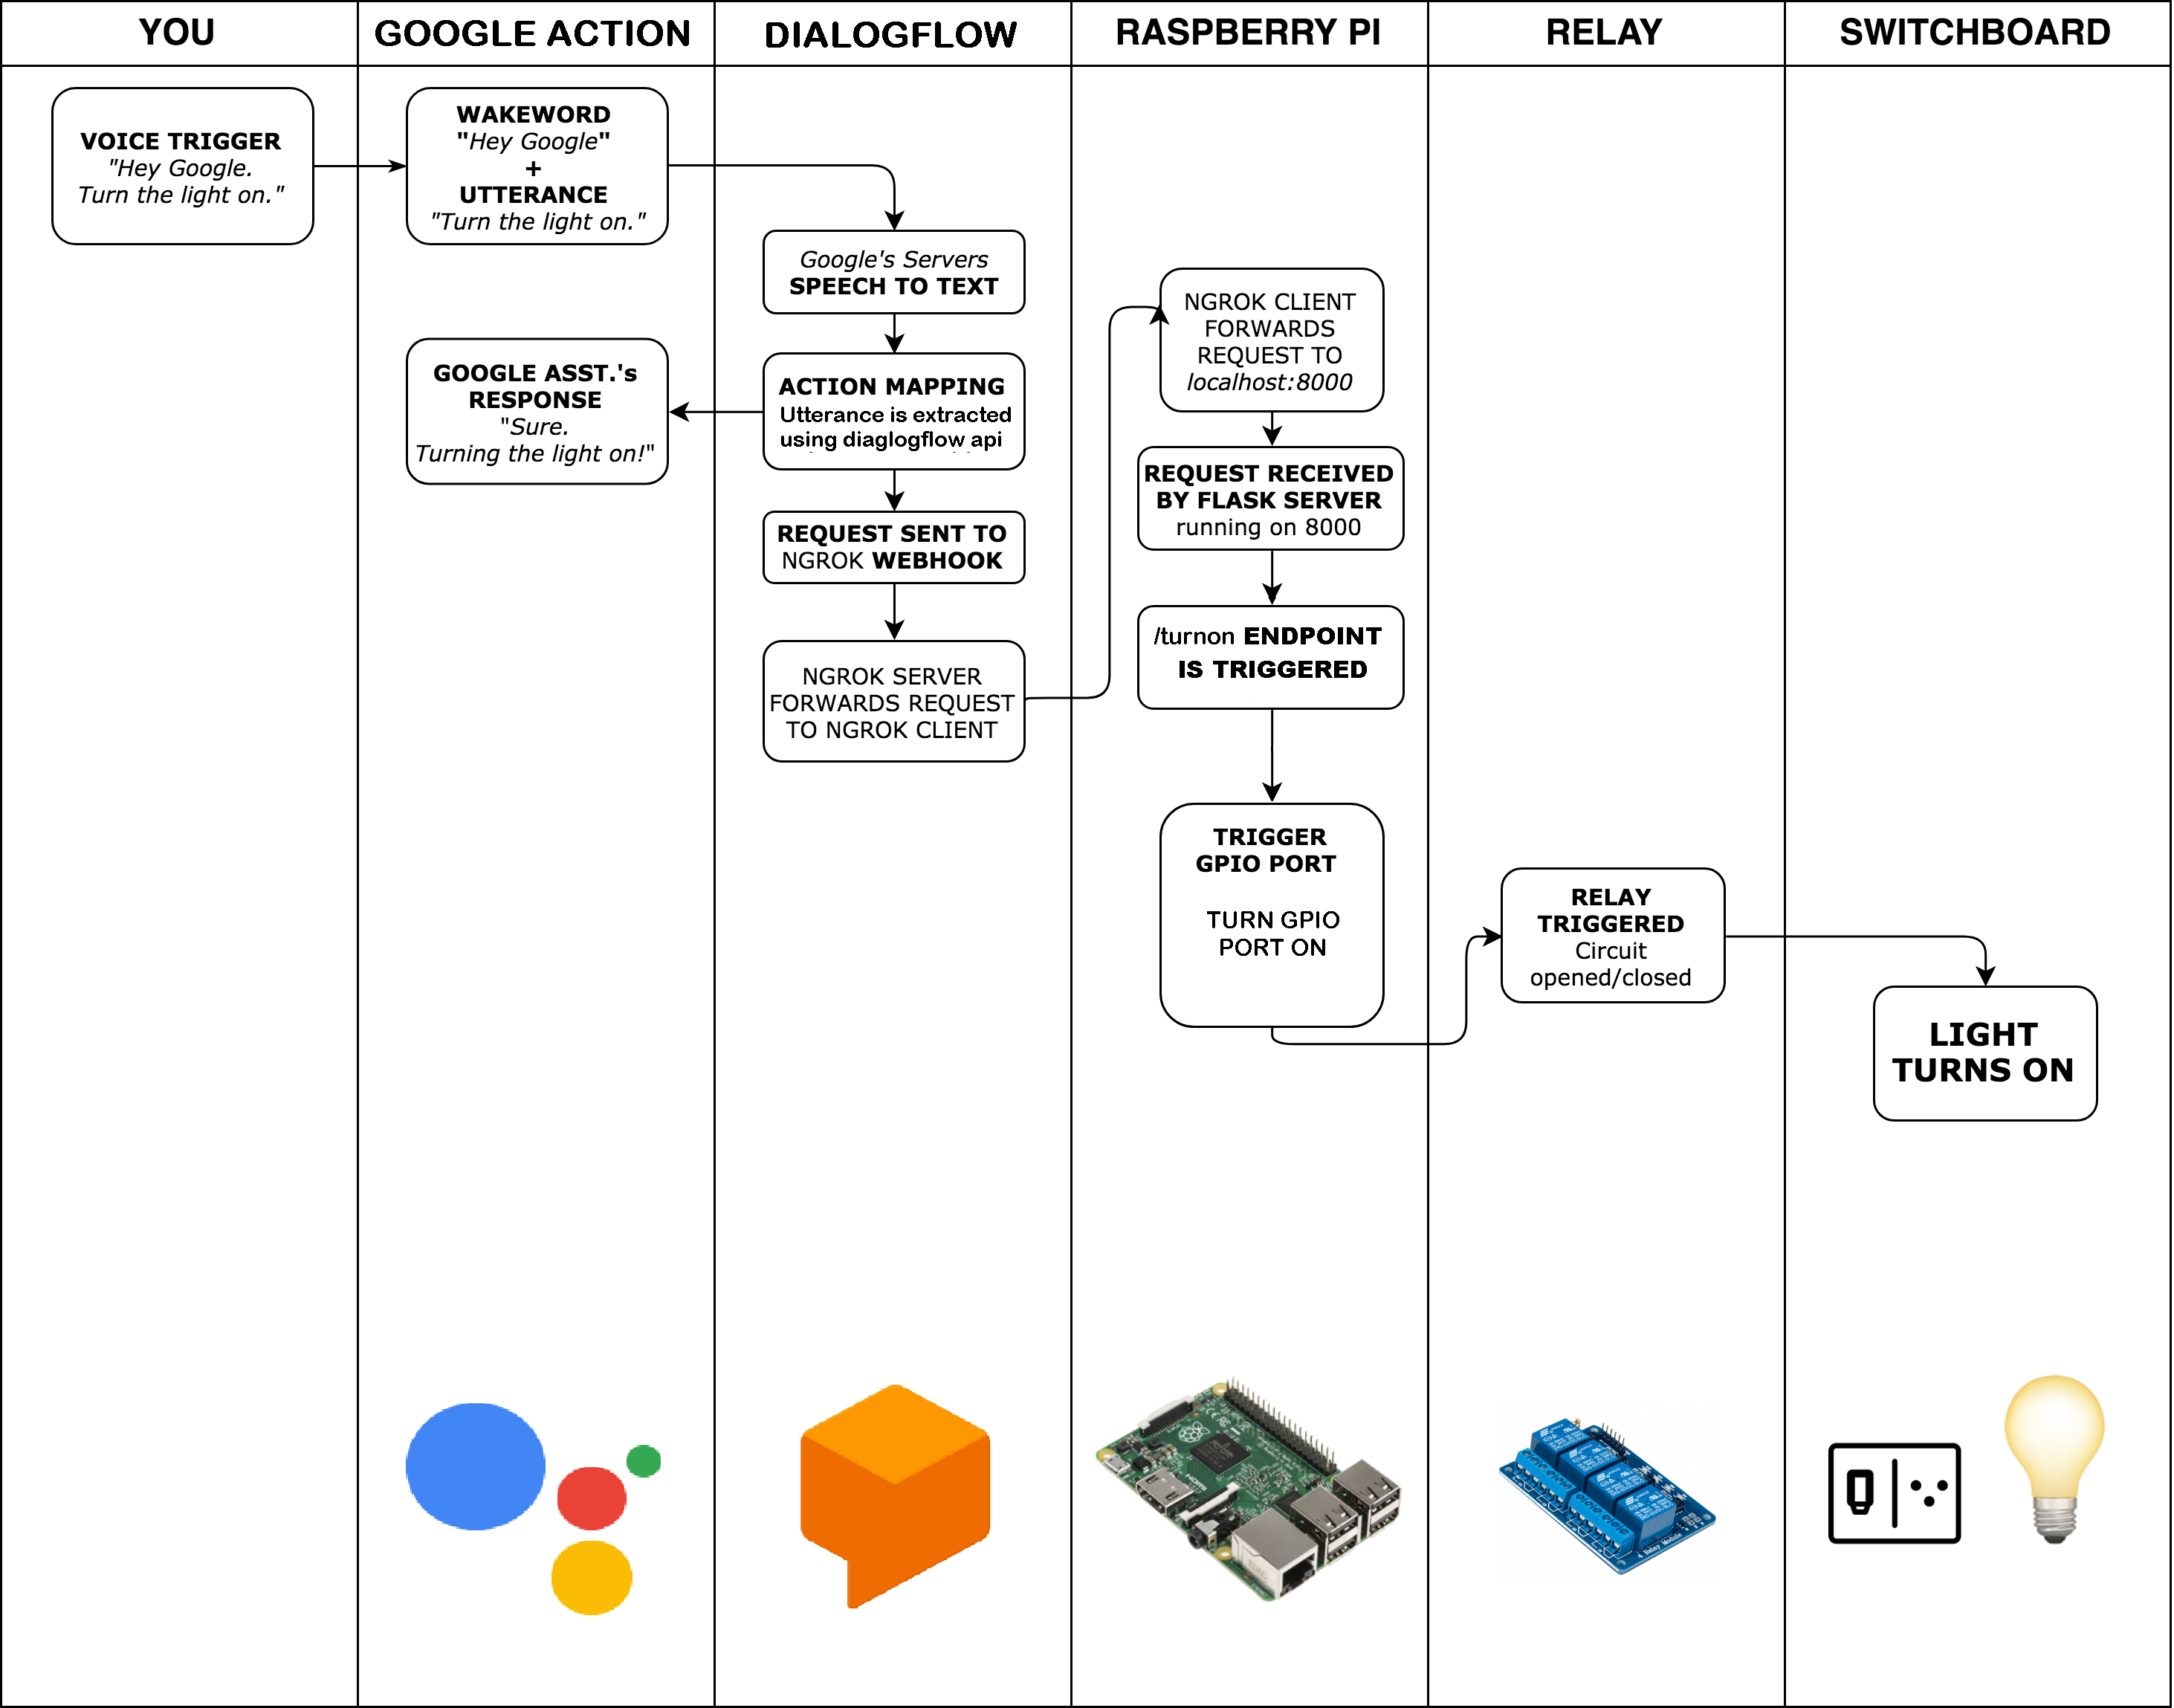 YOU
GOOGLE ACTION
DIALOGFLOW
RASPBERRY PI
RELAY
SWITCHBOARD
VOICE TRIGGER
"Hey Google.
Turn the light on."
WAKEWORD
"Hey Google"
+
UTTERANCE
"Turn the light on."
GOOGLE ASST.'s
RESPONSE
"Sure.
Turning the light on!"
Google's Servers
SPEECH TO TEXT
ACTION MAPPING
Utterance is extracted
using diaglogflow api
REQUEST SENT TO
NGROK WEBHOOK
NGROK SERVER
FORWARDS REQUEST
TO NGROK CLIENT
NGROK CLIENT
FORWARDS
REQUEST TO
localhost:8000
REQUEST RECEIVED
BY FLASK SERVER
running on 8000
/turnon ENDPOINT
IS TRIGGERED
TRIGGER
GPIO PORT
TURN GPIO
PORT ON
RELAY
TRIGGERED
Circuit
opened/closed
LIGHT
TURNS ON
4 Relay Module